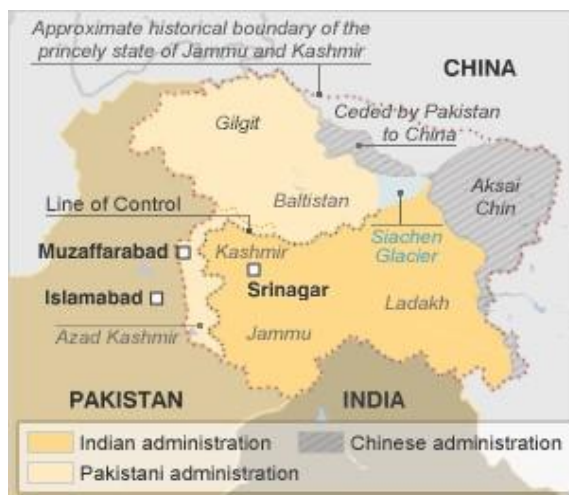 Approximate historical boundary of the
princely state of Jammu and Kashmir
CHINA
Ceded by Pakistan
to China
Gilgit
Aksai
Chin
Baltistan
Line of Control
Siachen
Glacier
Kashmir
Muzaffarabad
Srinagar
Islamabad
Ladakh
Azad Kashmir
Jammu
PAKISTAN
INDIA
Indian administration
Chinese administration
Pakistani administration